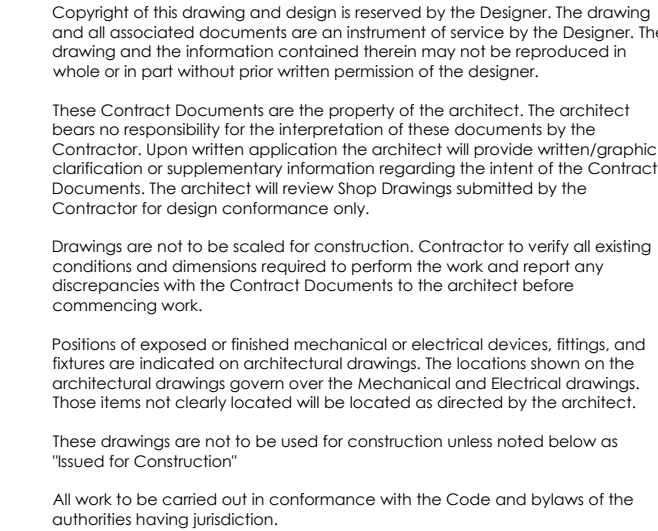 Copyright of this drawing and design is reserved by the Designer. The drawing
and all associated documents are an instrument of service by the Designer. The
drawing and the information contained therein may not be reproduced in
whole or in part without prior written permission of the designer.
These Contract Documents are the property of the architect. The architect
bears no responsibility for the interpretation of these documents by the
Contractor. Upon written application the architect will provide written/graphic
clarification or supplementary information regarding the intent of the Contract
Documents. The architect will review Shop Drawings submitted by the
Contractor for design conformance only.
Drawings are not to be scaled for construction. Contractor to verify all existing
conditions and dimensions required to perform the work and report any
discrepancies with the Contract Documents to the architect before
commencing work.
Positions of exposed or finished mechanical or electrical devices, fittings, and
fixtures are indicated on architectural drawings. The locations shown on the
architectural drawings govern over the Mechanical and Electrical drawings.
Those items not clearly located will be located as directed by the architect.
These drawings are not to be used for construction unless noted below as
"Issued for Construction"
All work to be carried out in conformance with the Code and bylaws of the
authorities having jurisdiction.